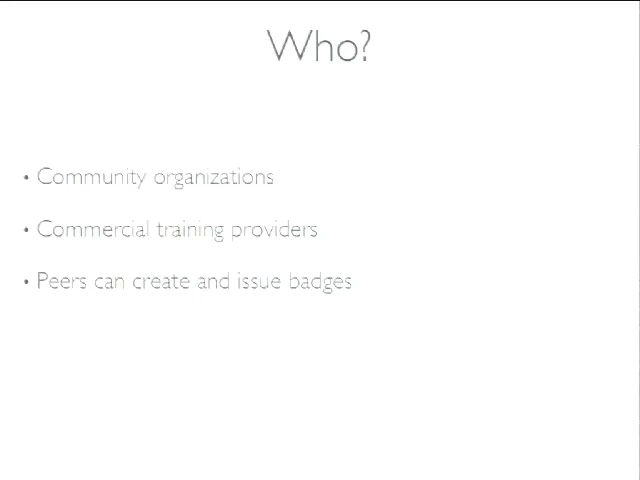 Who?
• Community organizations
• Commercial training providers
• Peers can create and issue badges